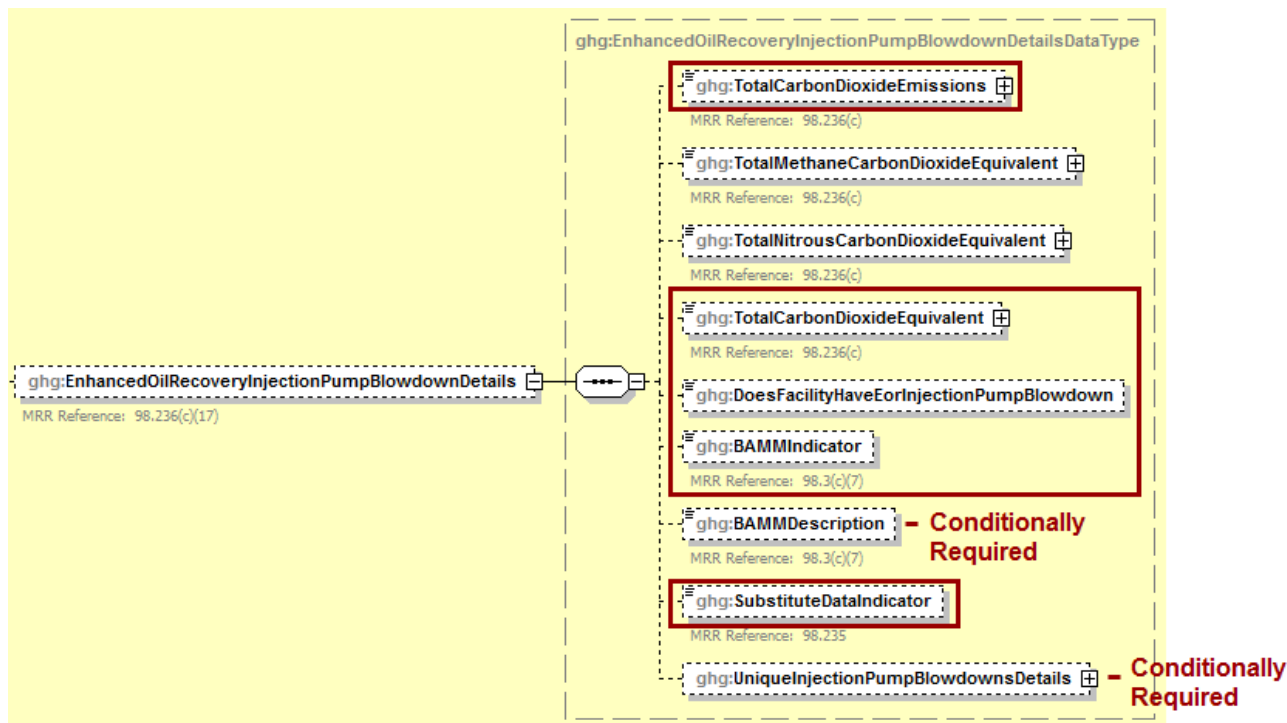 ghg:EnhancedOilRecoveryInjectionPumpBlowdownDetailsDataType
ghg:TotalCarbonDioxideEmissions
MRR Reference: 98.236(c)
ghg:TotalMethaneCarbonDioxideEquivalent
MRR Reference: 98.236(c)
ghg:TotalNitrousCarbonDioxideEquivalent
MRR Reference: 98.236(c)
ghg:TotalCarbonDioxideEquivalent
MRR Reference: 98.236(c)
ghg:EnhancedOilRecoveryInjectionPumpBlowdownDetails
MRR Reference: 98.236(c)(17)
ghg:DoesFacilityHaveEorInjectionPumpBlowdown
ghg:BAMMIndicator
MRR Reference: 98.3(c)(7)
ghg:BAMMDescription
MRR Reference: 98.3(c)(7)
- Conditionally
Required
ghg:SubstituteDataIndicator
MRR Reference: 98.235
ghg:UniqueInjectionPumpBlowdownsDetails
- Conditionally
Required